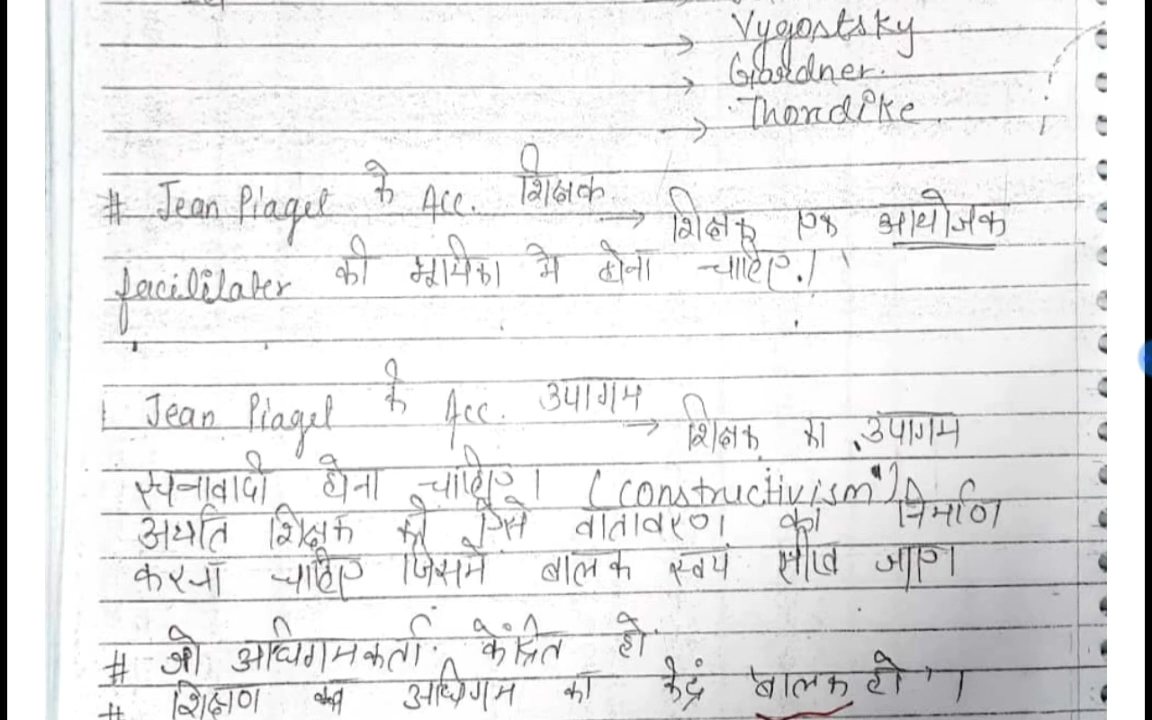 → Vygostsky
→ Gardner.
→ Thorndike.
# Jean Piaget के Acc. शिक्षक → शिक्षक एक आयोजक
facilitater की भूमिका मे होना चाहिए।
Jean Piaget के Acc. उपागम → शिक्षक का उपागम
रचनावादी होना चाहिए। (constructivism)
अर्थात शिक्षक को ऐसे वातावरण का निर्माण
करना चाहिए जिसमे बालक स्वयं सीख जाए।
# जो अधिगमकर्ता केंद्रित हो
# शिक्षण अधिगम का केंद्र बालक हो।